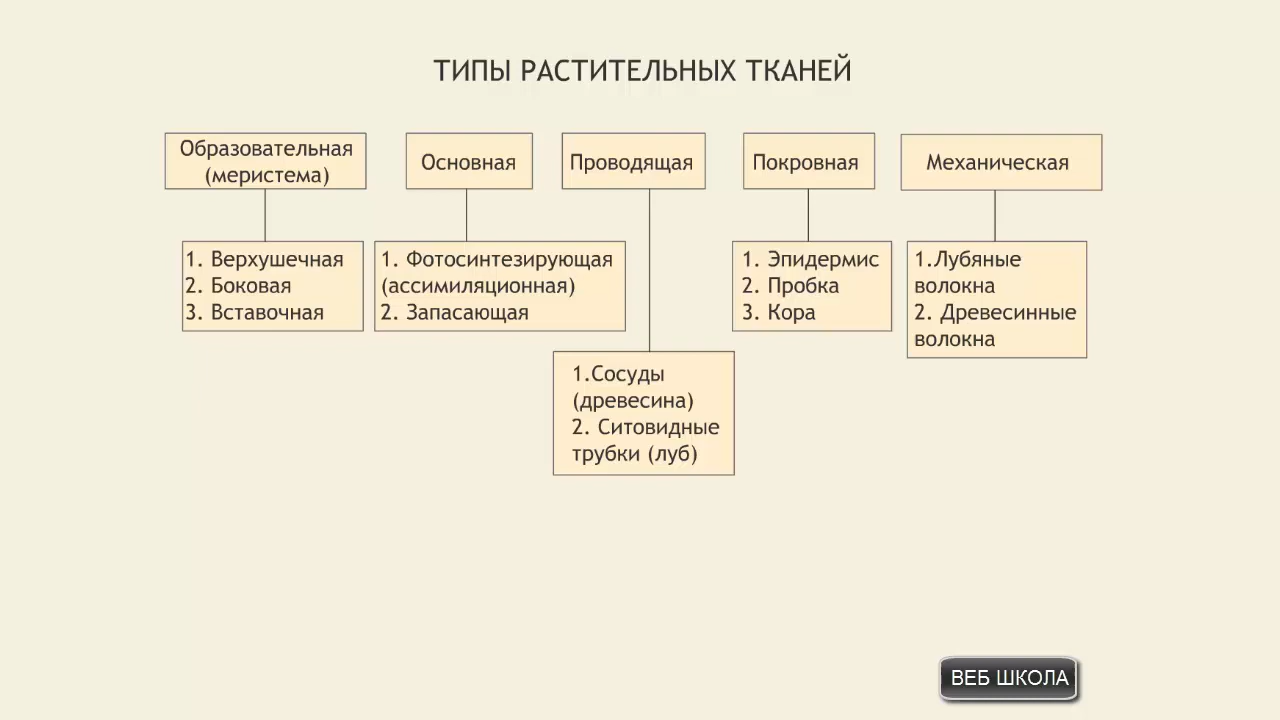 ТИПЫ РАСТИТЕЛЬНЫХ ТКАНЕЙ
Образовательная
(меристема)
Основная
Проводящая
Покровная
Механическая
1. Верхушечная
2. Боковая
3. Вставочная
1. Фотосинтезирующая
(ассимиляционная)
2. Запасающая
1.Сосуды
(древесина)
2. Ситовидные
трубки (луб)
1. Эпидермис
2. Пробка
3. Кора
1.Лубяные
волокна
2. Древесинные
волокна
ВЕБ ШКОЛА